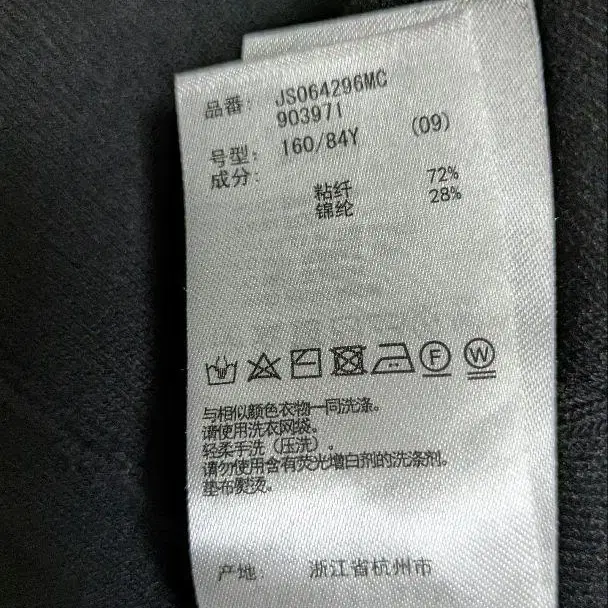 品番： JS064296MC
903971
号型： 160/84Y (09)
成分：
粘纤 72%
锦纶 28%
F W
与相似颜色衣物一同洗涤。
请使用洗衣网袋。
轻柔手洗（压洗）。
请勿使用含有荧光增白剂的洗涤剂。
垫布熨烫。
产地 浙江省杭州市